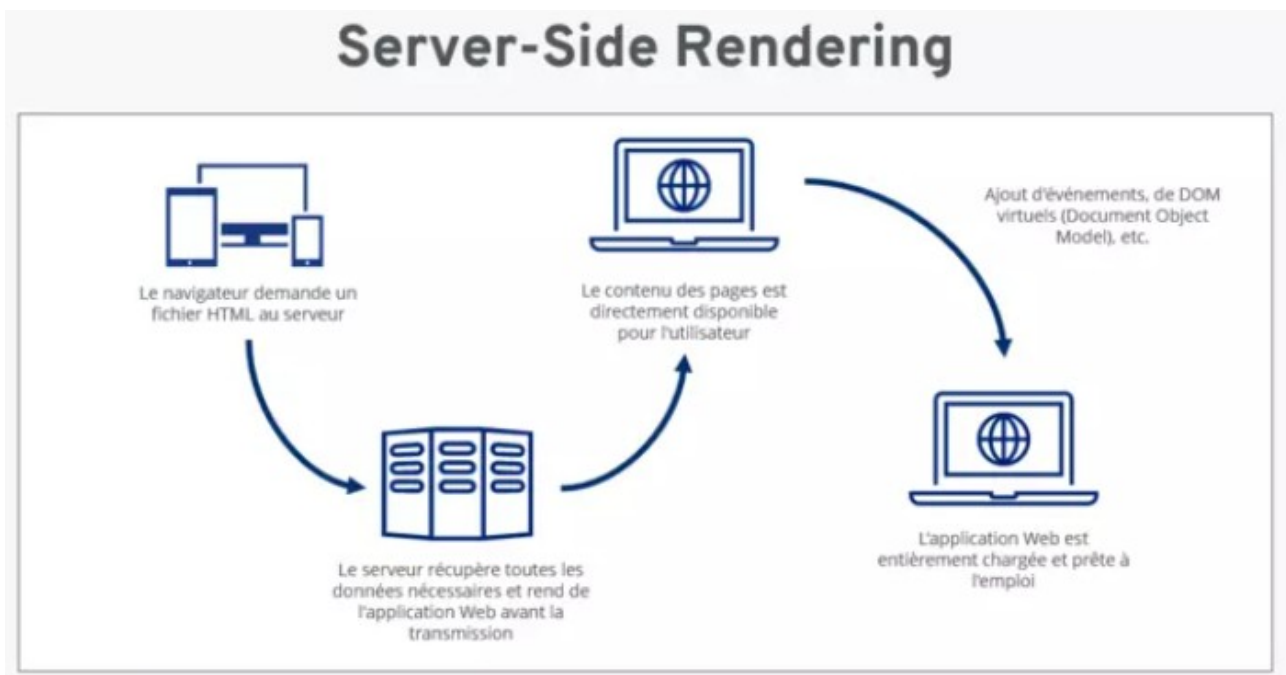 Server-Side Rendering
Le navigateur demande un
fichier HTML au serveur
Le serveur récupère toutes les
données nécessaires et rend de
l'application Web avant la
transmission
Le contenu des pages est
directement disponible
pour l'utilisateur
Ajout d'événements, de DOM
virtuels (Document Object
Model), etc.
L'application Web est
entièrement chargée et prête à
l'emploi